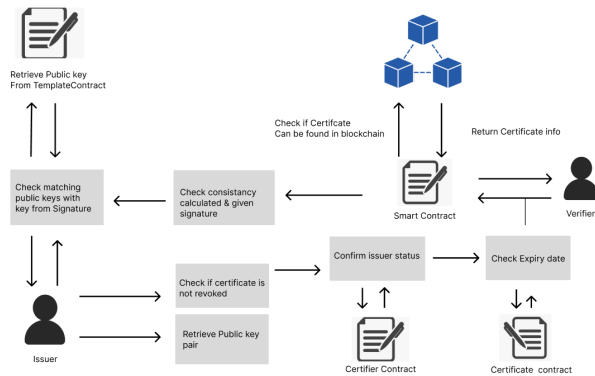 Retrieve Public key
From TemplateContract
Check if Certifcate
Can be found in blockchain
Return Certificate info
Check matching
public keys with
key from Signature
Check consistancy
calculated & given
signature
Smart Contract
Verifier
Confirm issuer status
Check Expiry date
Check if certificate is
not revoked
Retrieve Public key
pair
Issuer
Certifier Contract
Certificate contract